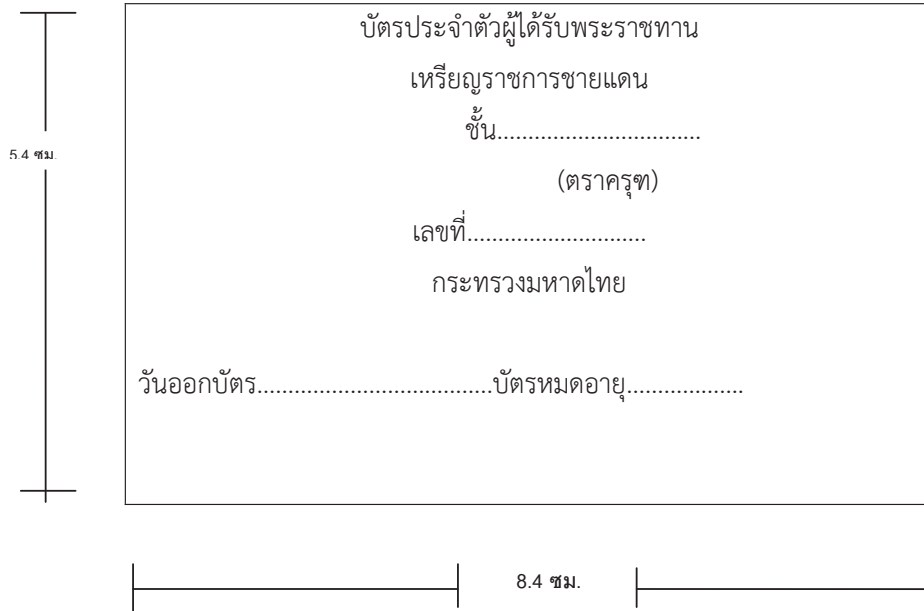 บัตรประจำตัวผู้ได้รับพระราชทาน
เหรียญราชการชายแดน
ชั้น.................................
(ตราครุฑ)
5.4 ซม.
เลขที่.............................
กระทรวงมหาดไทย
วันออกบัตร......................................บัตรหมดอายุ...................
8.4 ซม.